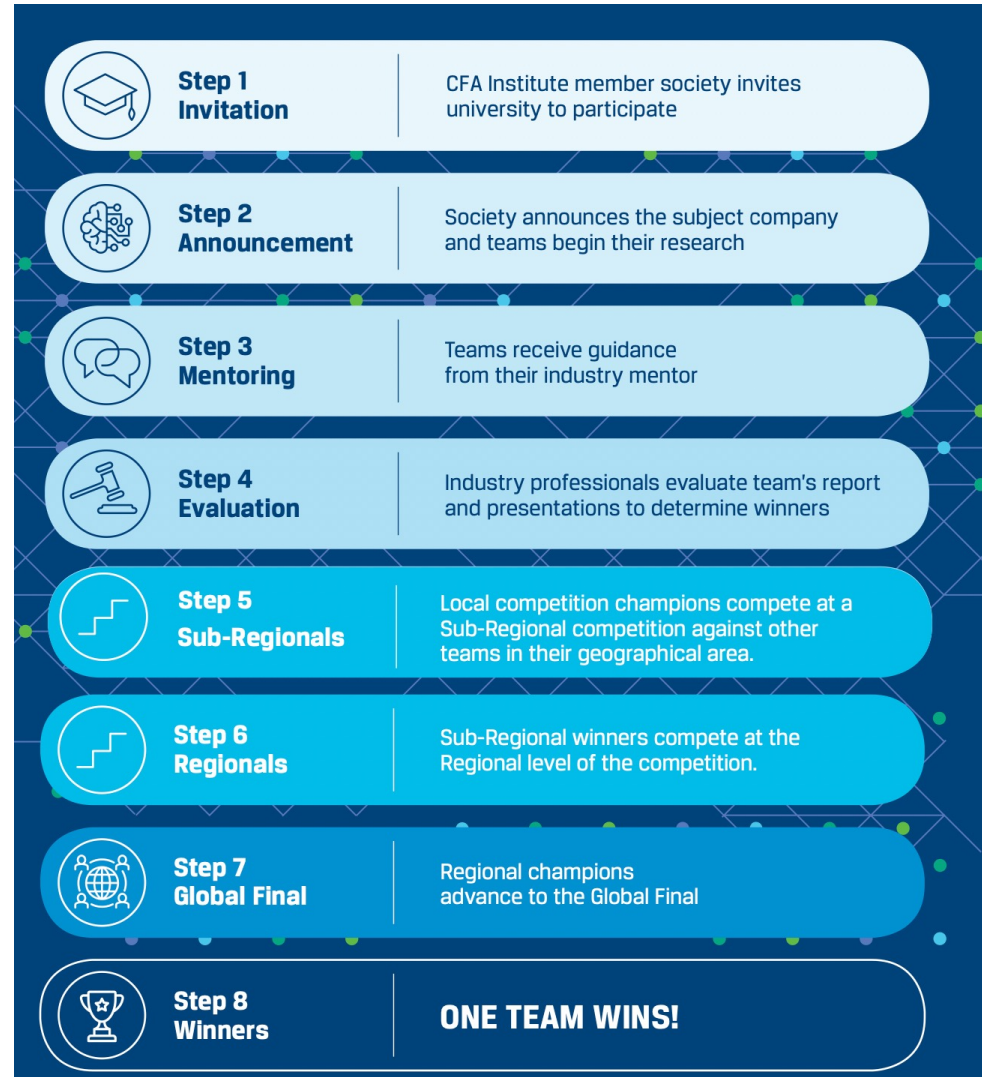 Step 1
Invitation
CFA Institute member society invites
university to participate
Step 2
Announcement
Society announces the subject company
and teams begin their research
Step 3
Mentoring
Teams receive guidance
from their industry mentor
Step 4
Evaluation
Industry professionals evaluate team's report
and presentations to determine winners
Step 5
Sub-Regionals
Local competition champions compete at a
Sub-Regional competition against other
teams in their geographical area.
Step 6
Regionals
Sub-Regional winners compete at the
Regional level of the competition.
Step 7
Global Final
Regional champions
advance to the Global Final
Step 8
Winners
ONE TEAM WINS!